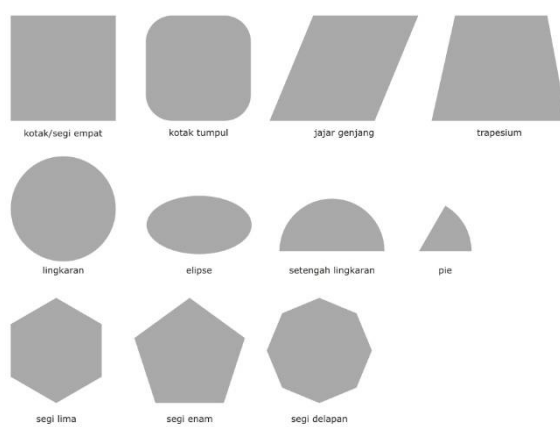 kotak/segi empat
kotak tumpul
jajar genjang
trapesium
lingkaran
elipse
setengah lingkaran
pie
segi lima
segi enam
segi delapan